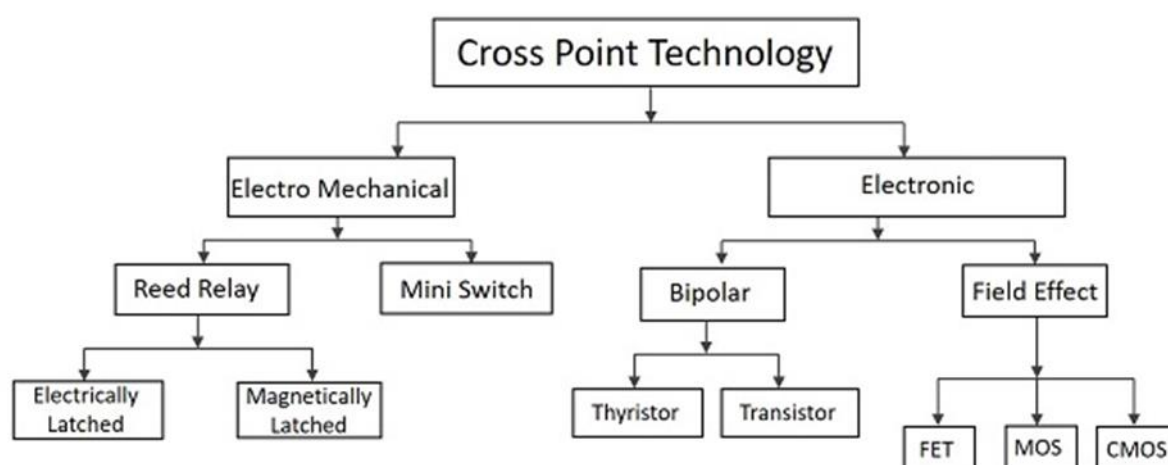 Cross Point Technology
Electro Mechanical
Electronic
Reed Relay
Mini Switch
Bipolar
Field Effect
Electrically
Latched
Magnetically
Latched
Thyristor
Transistor
FET
MOS
CMOS